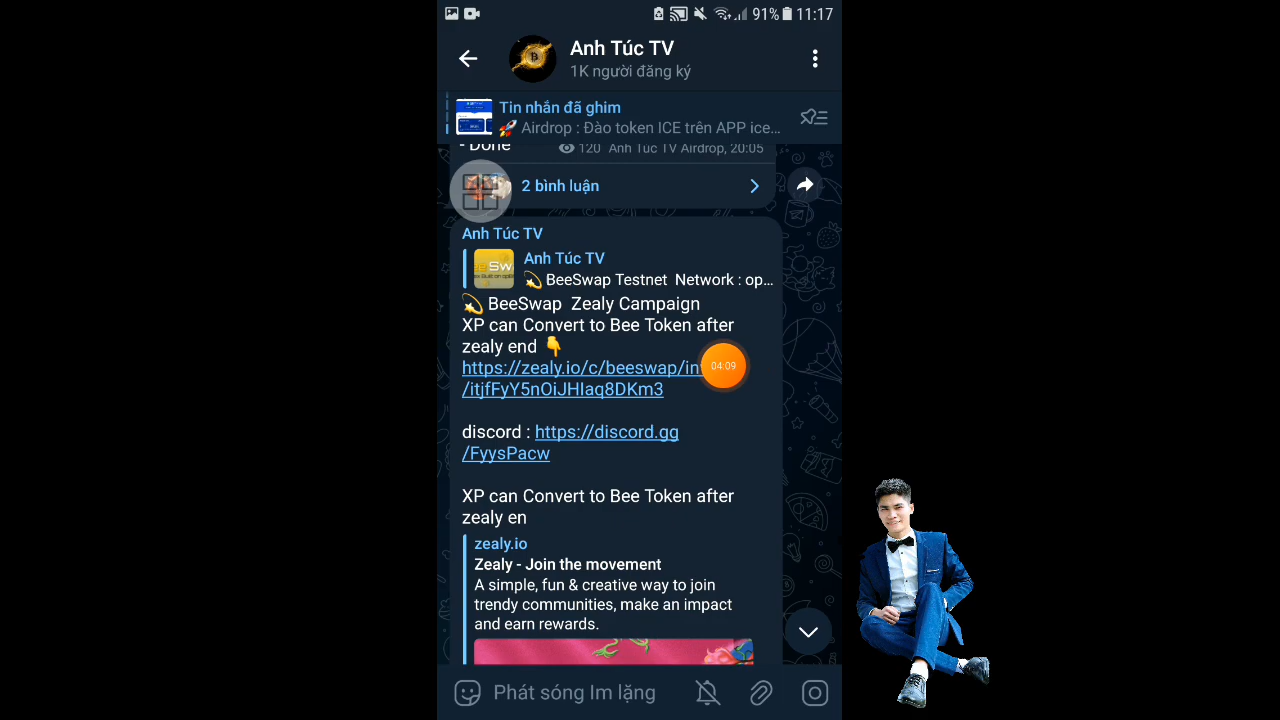 91% 11:17
Anh Túc TV
1K người đăng ký
Tin nhắn đã ghim
🚀 Airdrop : Đào token ICE trên APP ice...
- Done 120 Anh Túc TV Airdrop, 20:05
2 bình luận
Anh Túc TV
Anh Túc TV
💫 BeeSwap Testnet Network : op...
💫 BeeSwap Zealy Campaign
XP can Convert to Bee Token after
zealy end 👇
https://zealy.io/c/beeswap/in
04:09
/itjfFyY5nOiJHIaq8DKm3
discord : https://discord.gg
/FyysPacw
XP can Convert to Bee Token after
zealy en
zealy.io
Zealy - Join the movement
A simple, fun & creative way to join
trendy communities, make an impact
and earn rewards.
Phát sóng Im lặng